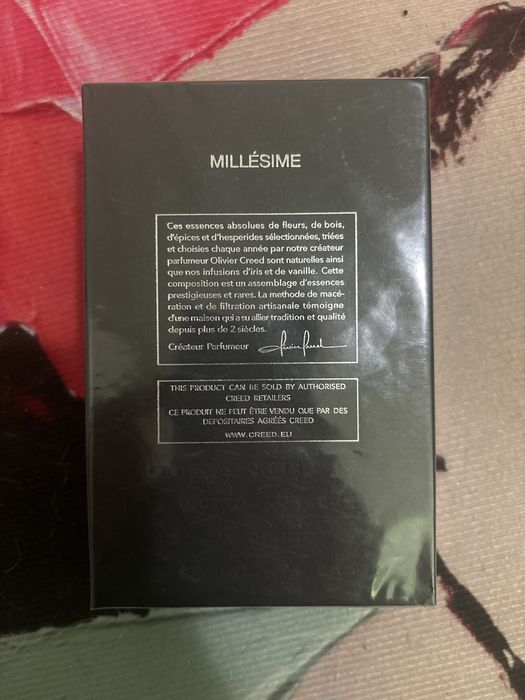 MILLÉSIME
Ces essences absolues de fleurs, de bois,
d'épices et d'hesperides sélectionnées, triées
et choisies chaque année par notre créateur
parfumeur Olivier Creed sont naturelles ainsi
que nos infusions d'iris et de vanille. Cette
composition est un assemblage d'essences
prestigieuses et rares. La methode de macé-
ration et de filtration artisanale témoigne
d'une maison qui a su allier tradition et qualité
depuis plus de 2 siècles.
Créateur Parfumeur
THIS PRODUCT CAN BE SOLD BY AUTHORISED
CREED RETAILERS
CE PRODUIT NE PEUT ÊTRE VENDU QUE PAR DES
DEPOSITAIRES AGRÉÉS CREED
WWW.CREED.EU